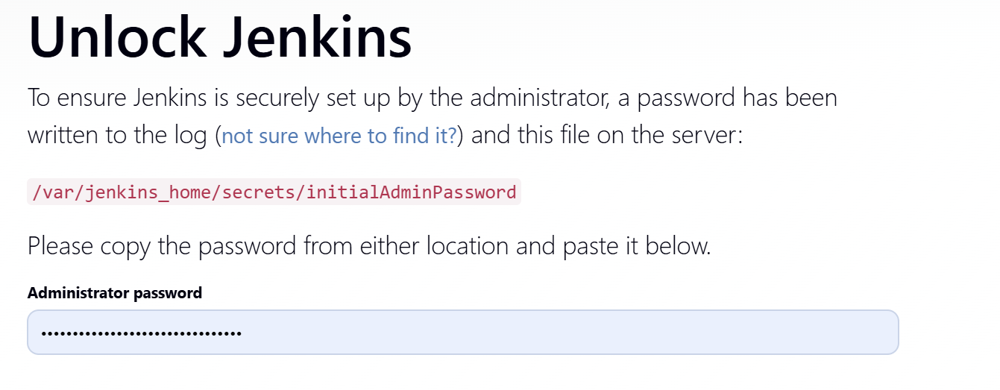 Unlock Jenkins
To ensure Jenkins is securely set up by the administrator, a password has been
written to the log (not sure where to find it?) and this file on the server:
/var/jenkins_home/secrets/initialAdminPassword
Please copy the password from either location and paste it below.
Administrator password
••••••••••••••••••••••••••••••••